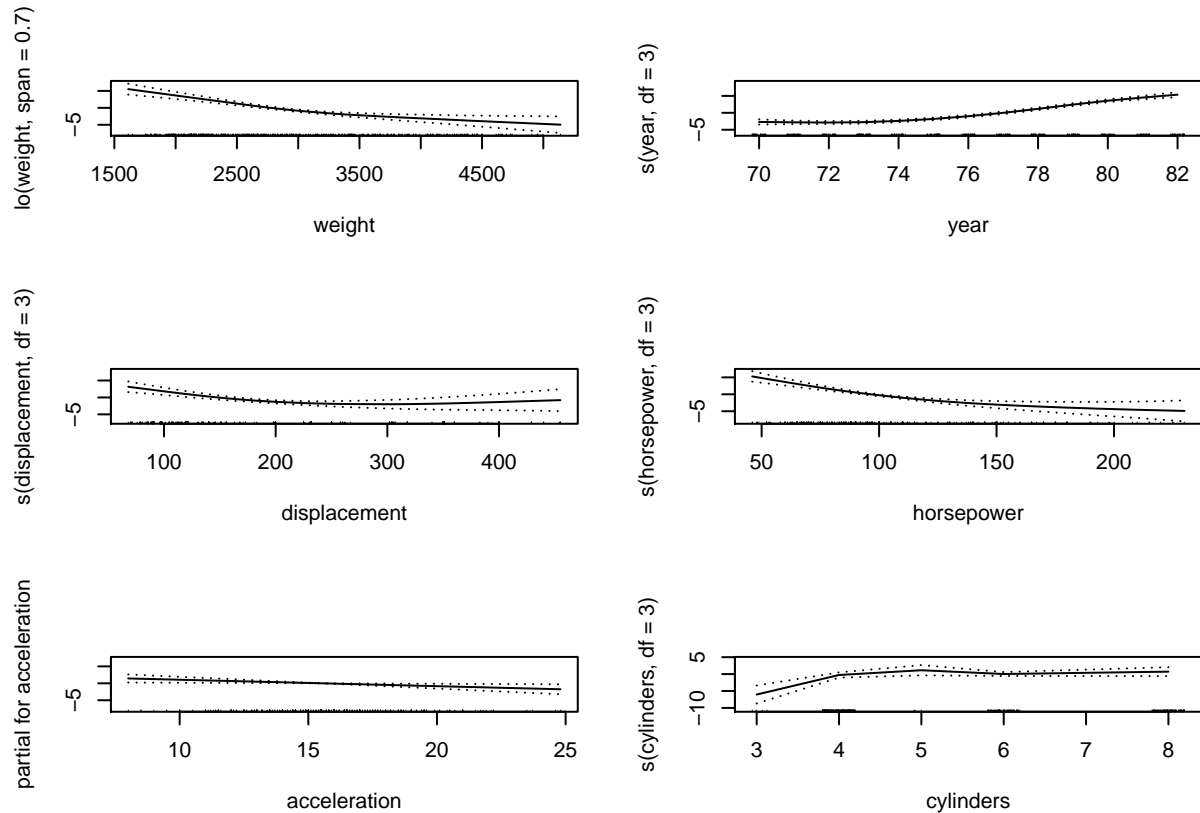 lo(weight, span = 0.7)
−5
1500 2500 3500 4500
weight
s(year, df = 3)
−5
70 72 74 76 78 80 82
year
s(displacement, df = 3)
−5
100 200 300 400
displacement
s(horsepower, df = 3)
−5
50 100 150 200
horsepower
partial for acceleration
−5
10 15 20 25
acceleration
s(cylinders, df = 3)
5
−10
3 4 5 6 7 8
cylinders